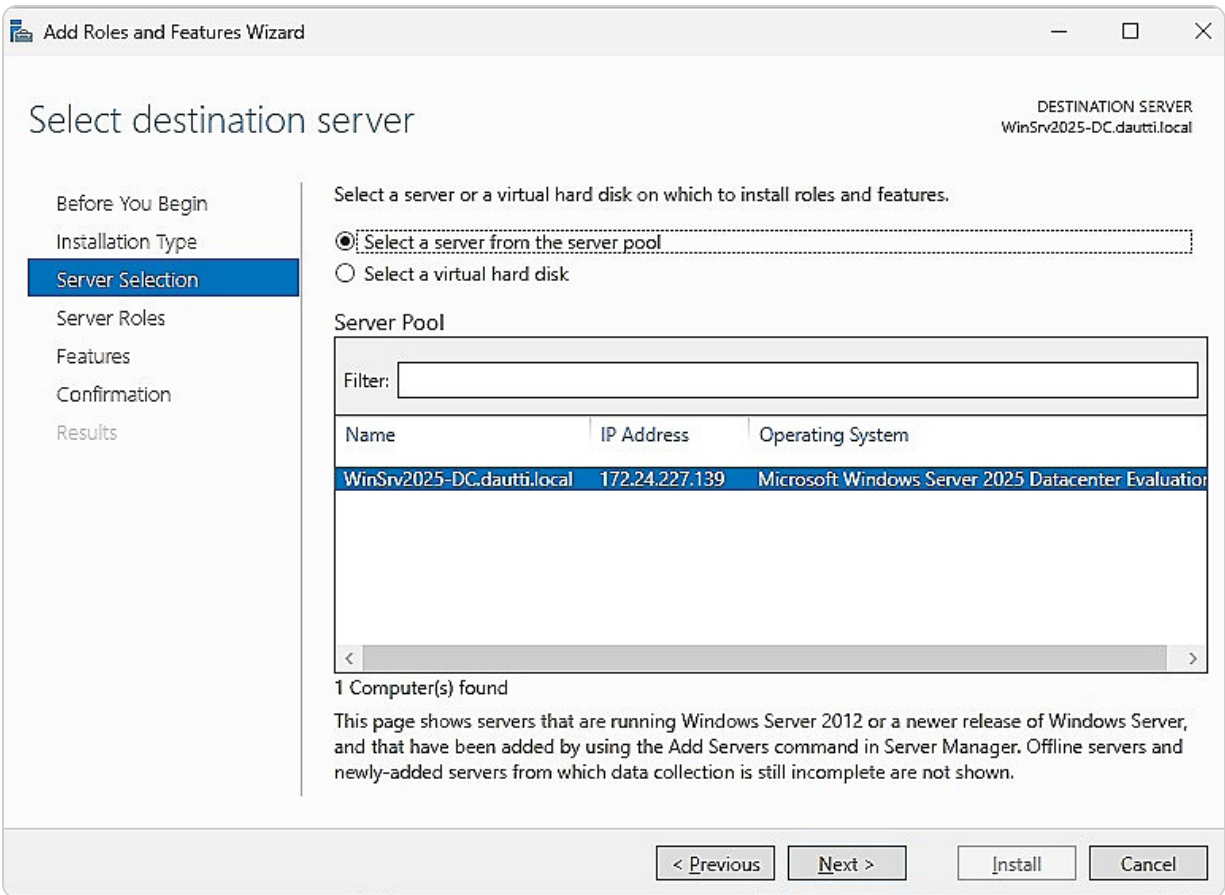 Add Roles and Features Wizard
Select destination server
DESTINATION SERVER
WinSrv2025-DC.dautti.local
Before You Begin
Installation Type
Server Selection
Server Roles
Features
Confirmation
Results
Select a server or a virtual hard disk on which to install roles and features.
Select a server from the server pool
Select a virtual hard disk
Server Pool
Filter:
Name IP Address Operating System
WinSrv2025-DC.dautti.local 172.24.227.139 Microsoft Windows Server 2025 Datacenter Evaluation
1 Computer(s) found
This page shows servers that are running Windows Server 2012 or a newer release of Windows Server,
and that have been added by using the Add Servers command in Server Manager. Offline servers and
newly-added servers from which data collection is still incomplete are not shown.
< Previous Next > Install Cancel